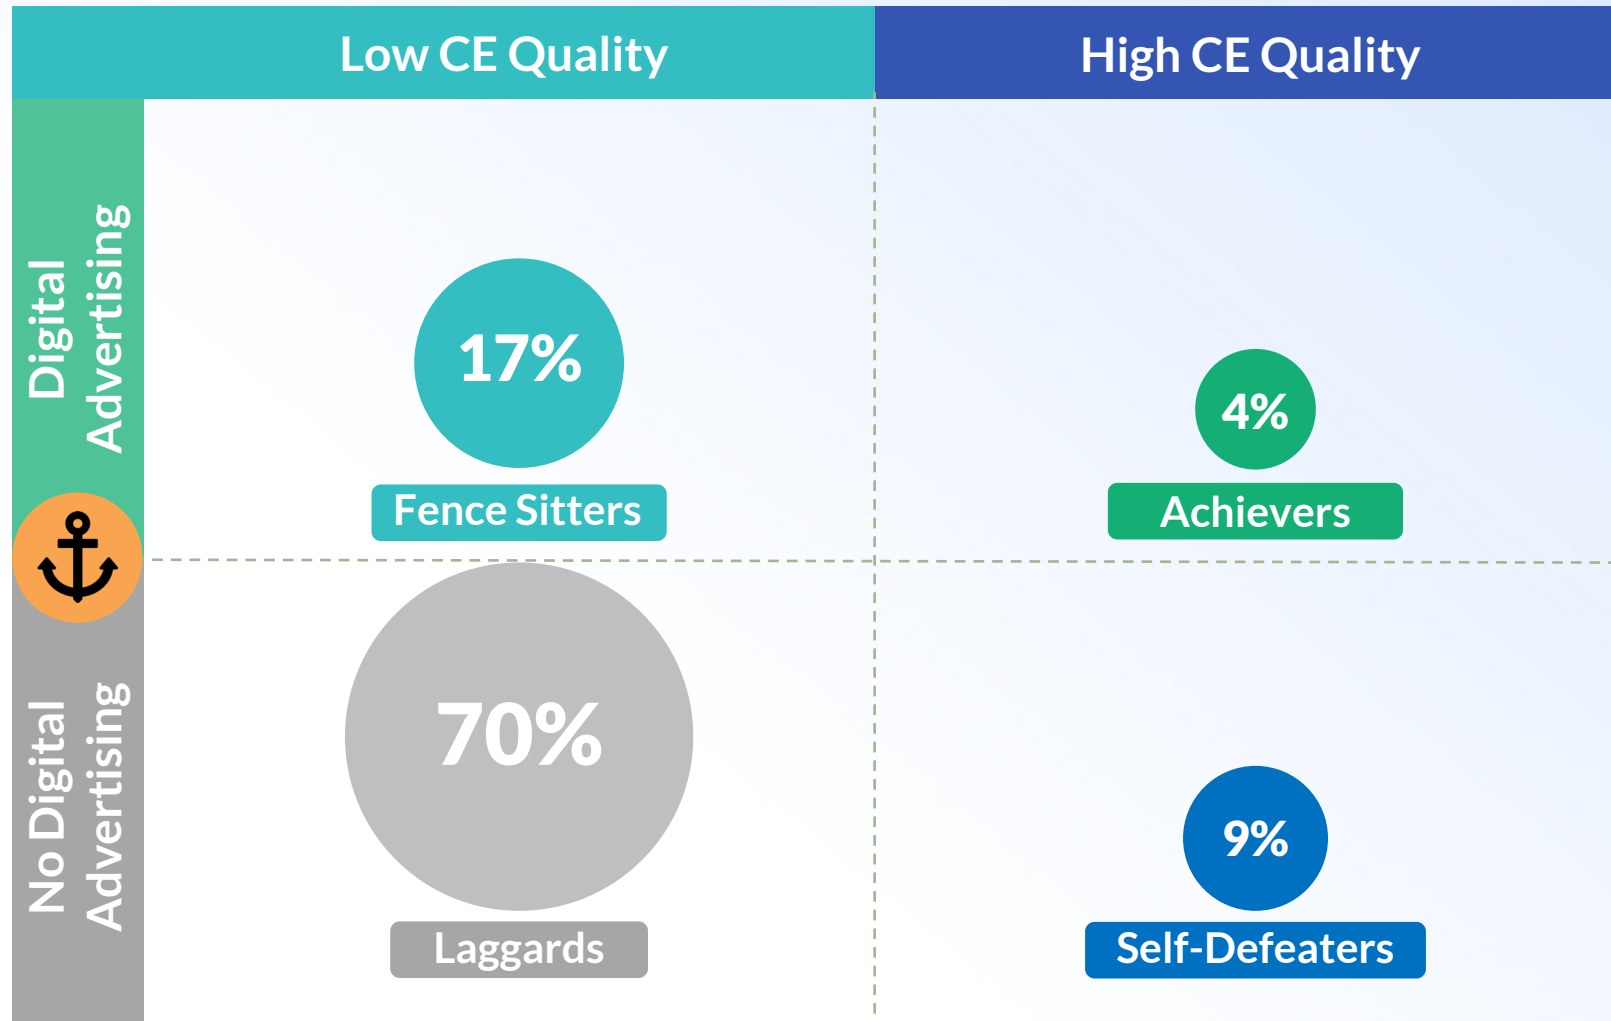 Low CE Quality
High CE Quality
Digital
Advertising
17%
4%
Fence Sitters
Achievers
No Digital
Advertising
70%
9%
Laggards
Self-Defeaters